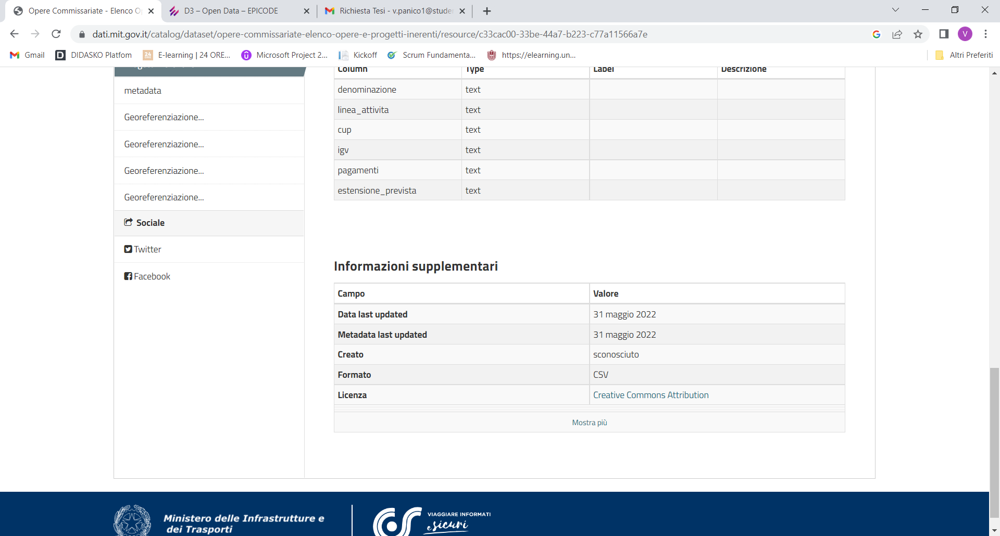 Opere Commissariate - Elenco O
D3 – Open Data – EPICODE
Richiesta Tesi - v.panico1@stude
dati.mit.gov.it/catalog/dataset/opere-commissariate-elenco-opere-e-progetti-inerenti/resource/c33cac00-33be-44a7-b223-c77a11566a7e
V
Gmail
DIDASKO Platfom
E-learning | 24 ORE...
Microsoft Project 2...
Kickoff
Scrum Fundamenta...
https://elearning.un...
Altri Preferiti
metadata
Georeferenziazione...
Georeferenziazione...
Georeferenziazione...
Georeferenziazione...
Sociale
Twitter
Facebook
Column Type Label Descrizione
denominazione text
linea_attivita text
cup text
igv text
pagamenti text
estensione_prevista text
Informazioni supplementari
Campo Valore
Data last updated 31 maggio 2022
Metadata last updated 31 maggio 2022
Creato sconosciuto
Formato CSV
Licenza Creative Commons Attribution
Mostra più
Ministero delle Infrastrutture e
dei Trasporti
VIAGGIARE INFORMATI
e sicuri